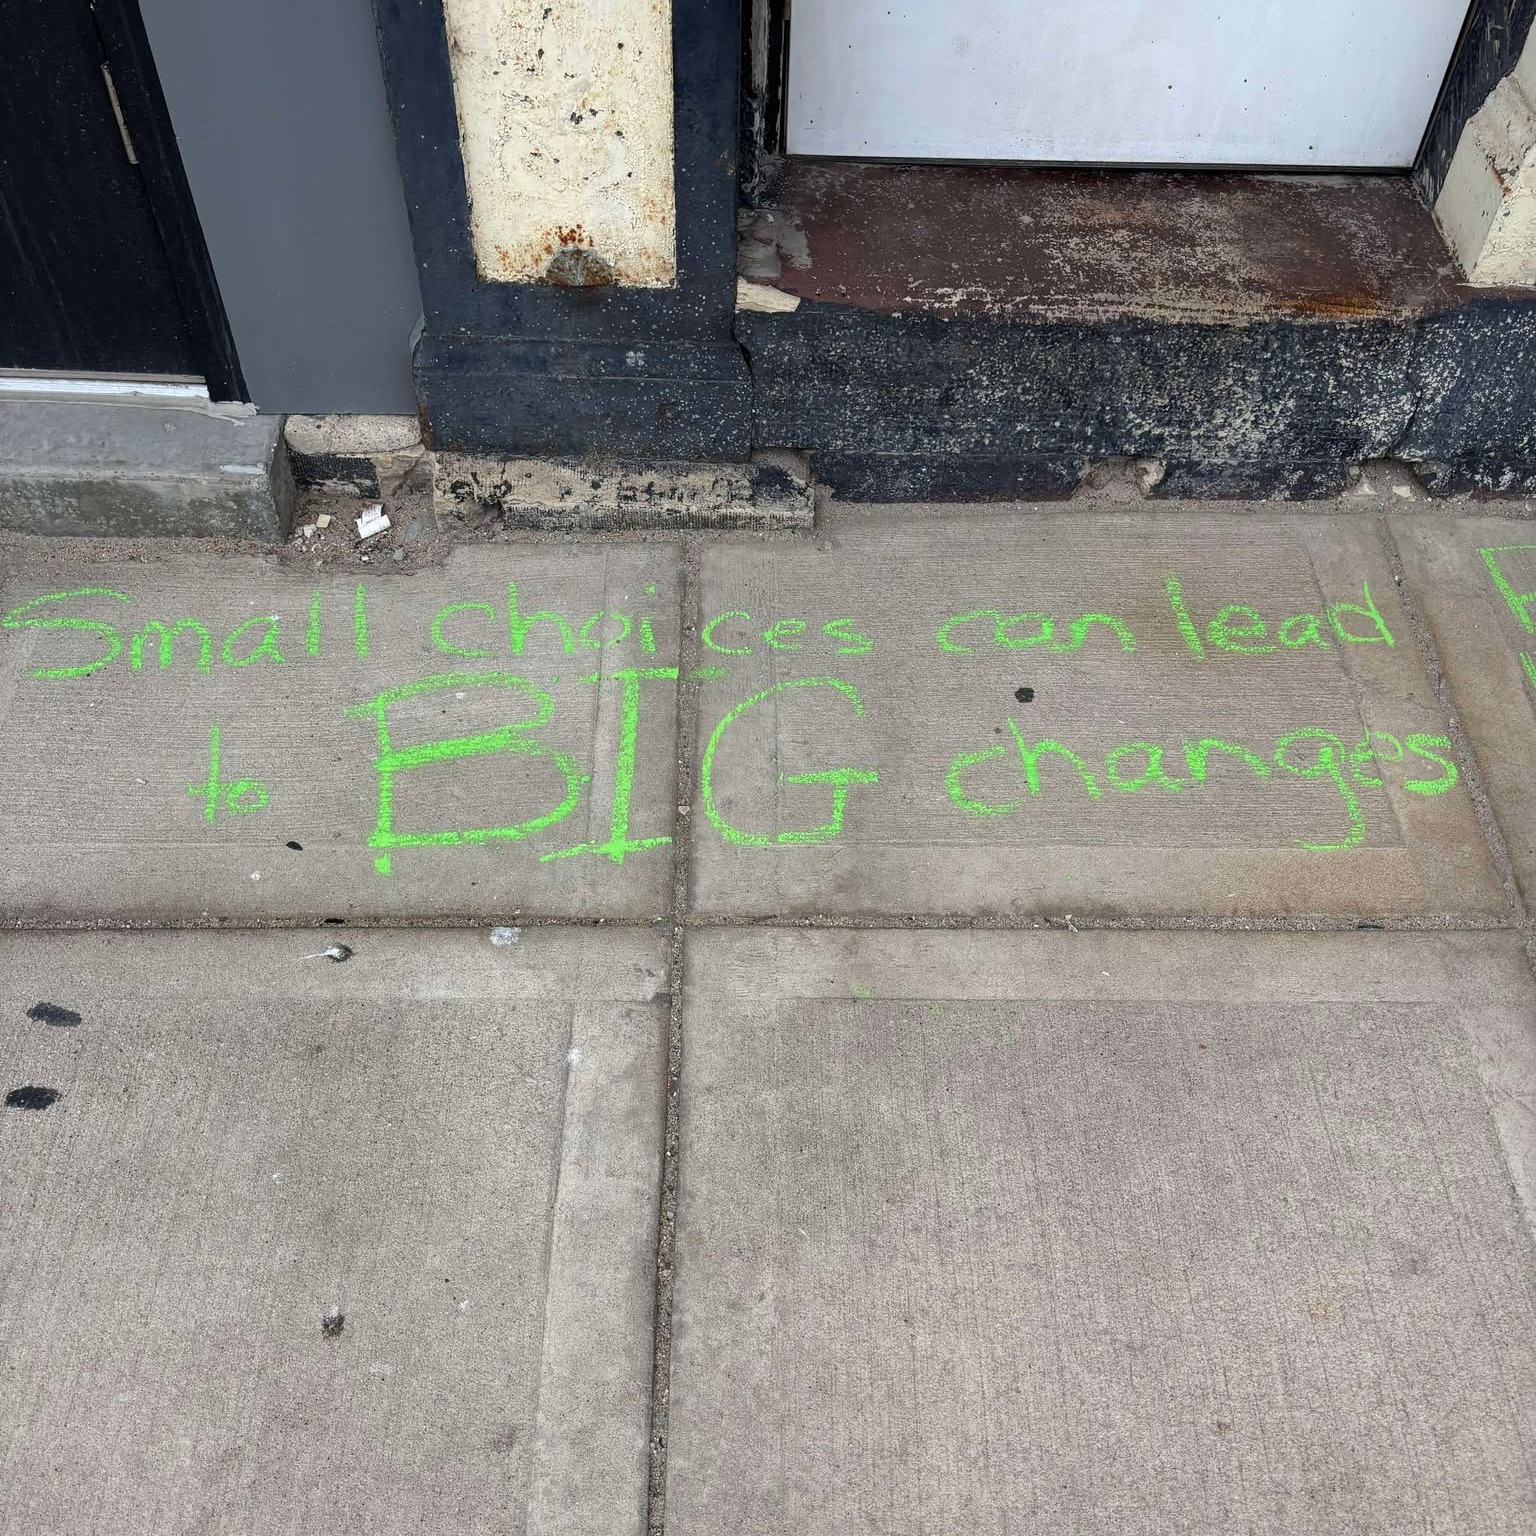 Small choices can lead
to BIG changes